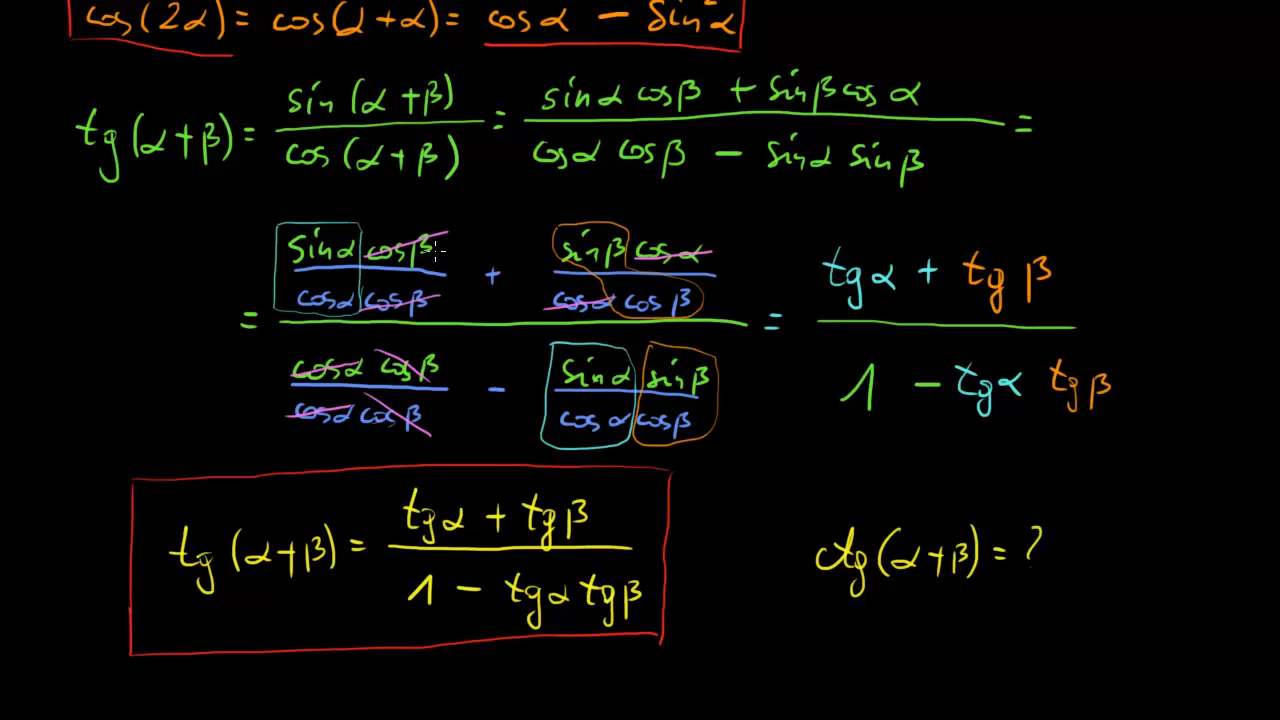 cos(2α) = cos(α+α) = cosα − sin²α
tg(α+β) = sin(α+β) / cos(α+β) = (sinα cosβ + sinβ cosα) / (cosα cosβ − sinα sinβ) =
= ((sinα cosβ / cosα cosβ) + (sinβ cosα / cosα cosβ)) / ((cosα cosβ / cosα cosβ) − (sinα sinβ / cosα cosβ)) = (tgα + tgβ) / (1 − tgα tgβ)
tg(α+β) = (tgα + tgβ) / (1 − tgα tgβ)
ctg(α+β) = ?